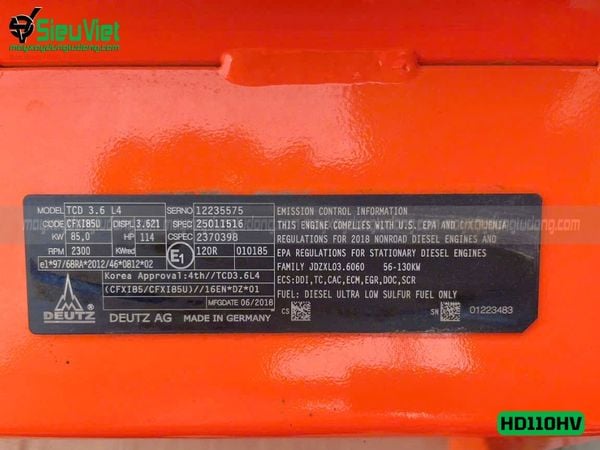 SieuViet
mayxaydungludong.com
MODEL TCD 3.6 L4 SERNO 12235575
CODE DISPL 3.621 SPEC 25011516
KW 85,0 HP 114 CSPEC 2370398
RPM 2300 KWred E1 120R 010185
e1*97/68RA*2012/46*0812*02
Korea Approval:4th//TCD3.6L4
(CFXI85/CFXI85U)//16EN*DZ*01
MFGDATE 06/2018
DEUTZ
DEUTZ AG MADE IN GERMANY
EMISSION CONTROL INFORMATION
THIS ENGINE COMPLIES WITH U.S. EPA AND
REGULATIONS FOR 2018 NONROAD DIESEL ENGINES AND
EPA REGULATIONS FOR STATIONARY DIESEL ENGINES
FAMILY JDZXL03.6060 56-130KW
ECS:DDI,TC,CAC,ECM,EGR,DOC,SCR
FUEL: DIESEL ULTRA LOW SULFUR FUEL ONLY
CS SN 01223483
HD110HV